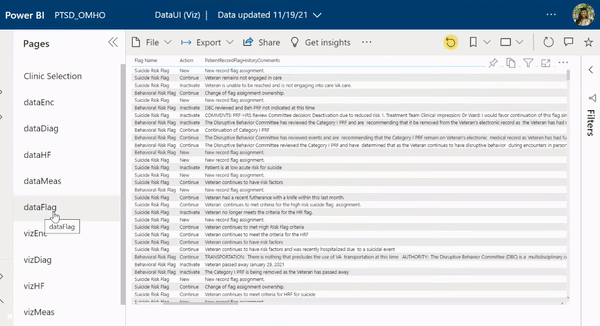 Power BI PTSD_OMHO DataUI (Viz) | Data updated 11/19/21
Pages
File Export Share Get insights
Clinic Selection
dataEnc
dataDiag
dataHF
dataMeas
dataFlag
dataFlag
vizEnc
vizDiag
vizHF
vizMeas
Filters
Flag Name Action PatientRecordFlagHistoryComments
Suicide Risk Flag New New record flag assignment.
Suicide Risk Flag Continue Veteran remains not engaged in care
Suicide Risk Flag Inactivate Veteran is unable to be reached and is not engaging into care VA care.
Behavioral Risk Flag Continue Change of flag assignment ownership.
Suicide Risk Flag New New record flag assignment.
Behavioral Risk Flag Inactivate DBC reviewed and Beh PRF not indicated at this time
Suicide Risk Flag Inactivate COMMENTS: PRF-HRS Review Committee decision: Deactivation due to reduced risk 1. Treatment Team Clinical impression: Dr Ward: I would favor continuation of this flag
Behavioral Risk Flag Continue The Disruptive Behavior Committee has reviewed the Category I PRF and are recommending that it be removed from the Veteran's electronic record as the Veteran has had
Behavioral Risk Flag Continue Continuation of Category I PRF
Behavioral Risk Flag Continue The Disruptive Behavior Committee has reviewed events and are recommending that the Category I PRF remain on Veteran's electronic medical record as Veteran has had
Behavioral Risk Flag Continue The Disruptive Behavior Committee has reviewed the Category I PRF and have determined that as the Veteran continues to have disruptive behavior during encounters in
Behavioral Risk Flag New New record flag assignment.
Suicide Risk Flag New New record flag assignment.
Suicide Risk Flag Inactivate Patient is at low acute risk for suicide
Suicide Risk Flag New New record flag assignment.
Suicide Risk Flag Continue Veteran continues to have risk factors
Behavioral Risk Flag New New record flag assignment.
Suicide Risk Flag Continue Veteran had a recent furtherance with a knife within this last month.
Suicide Risk Flag Continue Veteran continues to met criteria for the high risk suicide flag assignment.
Suicide Risk Flag Inactivate Veteran no longer meets the criteria for the HR flag.
Suicide Risk Flag New New record flag assignment.
Suicide Risk Flag Continue Veteran continues to met High Risk Flag criteria
Suicide Risk Flag Continue Veteran continues to meet the criteria for the HR?
Suicide Risk Flag Continue Veteran continues to have risk factors
Suicide Risk Flag Continue Veteran continues to have risk factors and was recently hospitalized due to a suicidal event
Behavioral Risk Flag Continue TRANSPORTATION: There is nothing that precludes the use of VA transportation at this time AUTHORITY: The Disruptive Behavior Committee (DBC) is a multidisciplinary
Suicide Risk Flag Inactivate Veteran passed away January 29, 2021
Behavioral Risk Flag Inactivate The Category I PRF is being removed as the Veteran has passed away
Suicide Risk Flag New New record flag assignment.
Suicide Risk Flag Continue Change of flag assignment ownership.
Suicide Risk Flag Continue Veteran continues to meet criteria for HRF for suicide
Suicide Risk Flag New New record flag assignment.